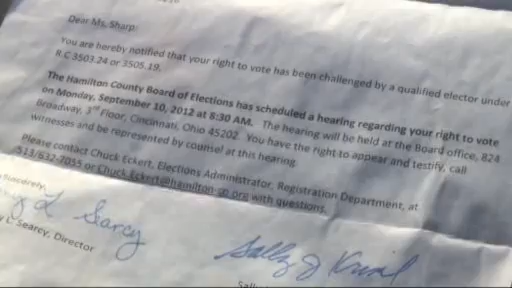 Dear Ms. Sharp:
You are hereby notified that your right to vote has been challenged by a qualified elector under
R.C 3503.24 or 3505.19.
The Hamilton County Board of Elections has scheduled a hearing regarding your right to vote
on Monday, September 10, 2012 at 8:30 AM. The hearing will be held at the Board office, 824
Broadway, 3rd Floor, Cincinnati, Ohio 45202. You have the right to appear and testify, call
witnesses and be represented by counsel at this hearing.
Please contact Chuck Eckert, Elections Administrator, Registration Department, at
513/632-7055 or Chuck.Eckert@hamilton-co.org with questions.
Sincerely,
L Searcy
Sally J Krisel
y L. Searcy, Director
Sally